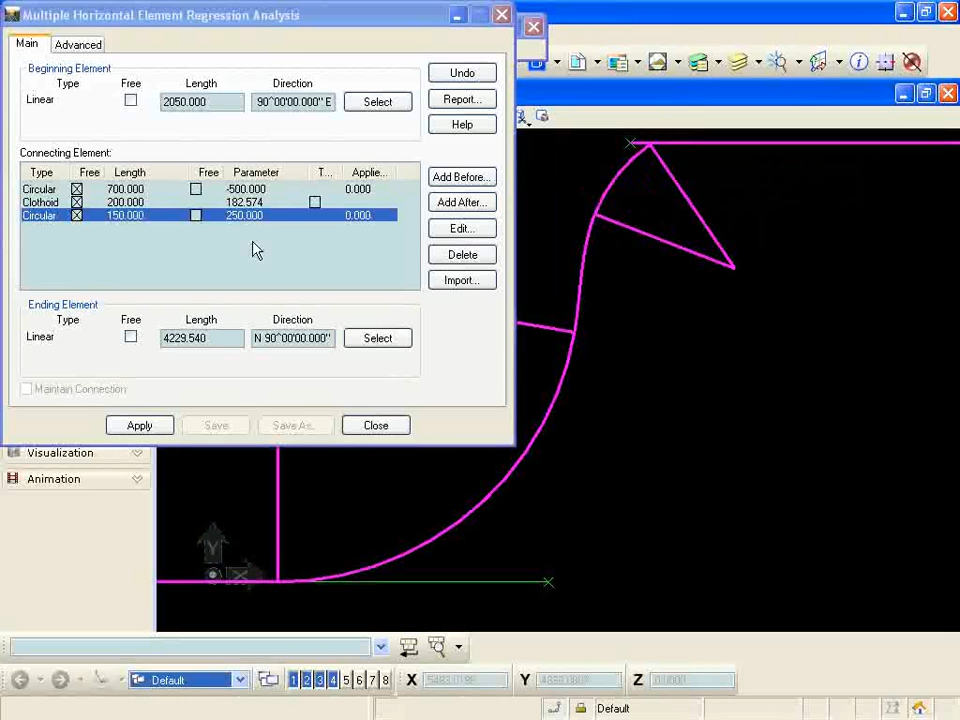 Multiple Horizontal Element Regression Analysis
Main
Advanced
Beginning Element
Type
Free
Length
Direction
Linear
2050.000
90^00'00.000" E
Select
Undo
Report...
Help
Connecting Element:
Type Free Length Free Parameter T... Applie...
Circular 700.000 -500.000 0.000
Clothoid 200.000 182.574
Circular 150.000 250.000 0.000
Add Before...
Add After...
Edit...
Delete
Import...
Ending Element
Type
Free
Length
Direction
Linear
4229.540
N 90^00'00.000"
Select
Maintain Connection
Apply
Save
Save As...
Close
Visualization
Animation
Y
X
Default
1 2 3 4 5 6 7 8
X
Y
Z
0.0000
Default